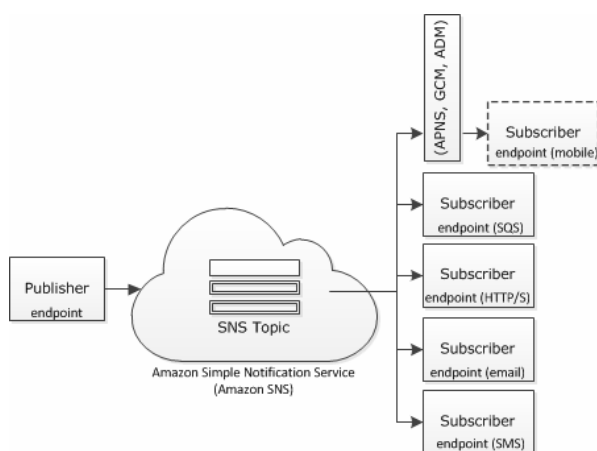 (APNS, GCM, ADM)
Subscriber
endpoint (mobile)
Subscriber
endpoint (SQS)
Publisher
endpoint
SNS Topic
Subscriber
endpoint (HTTP/S)
Amazon Simple Notification Service
(Amazon SNS)
Subscriber
endpoint (email)
Subscriber
endpoint (SMS)